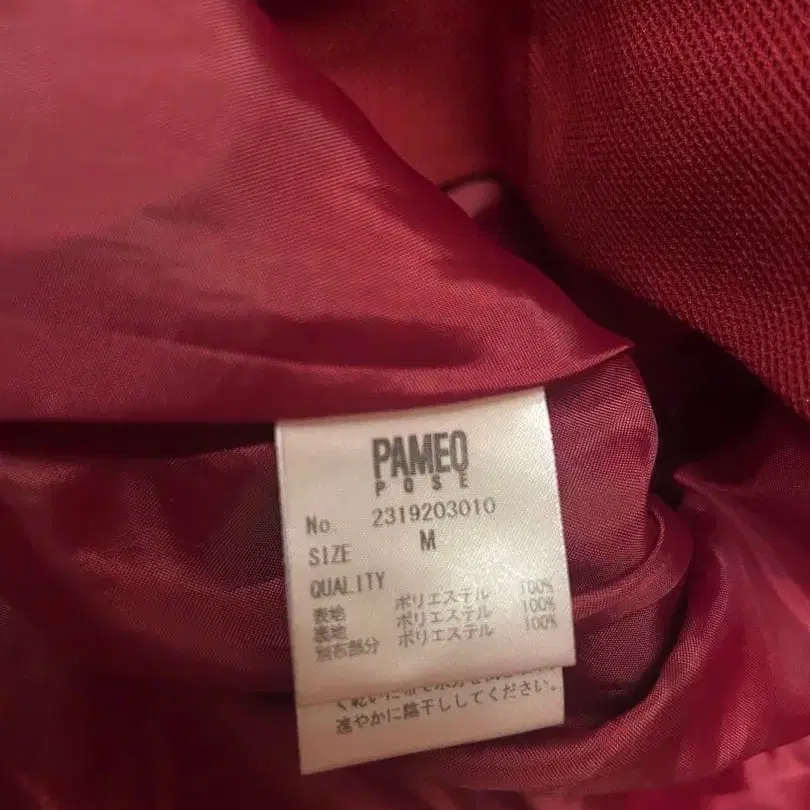 PAMEO
POSE
No. 2319203010
SIZE M
QUALITY
表地 ポリエステル 100%
裏地 ポリエステル 100%
別布部分 ポリエステル 100%
速やかに陰干ししてください。